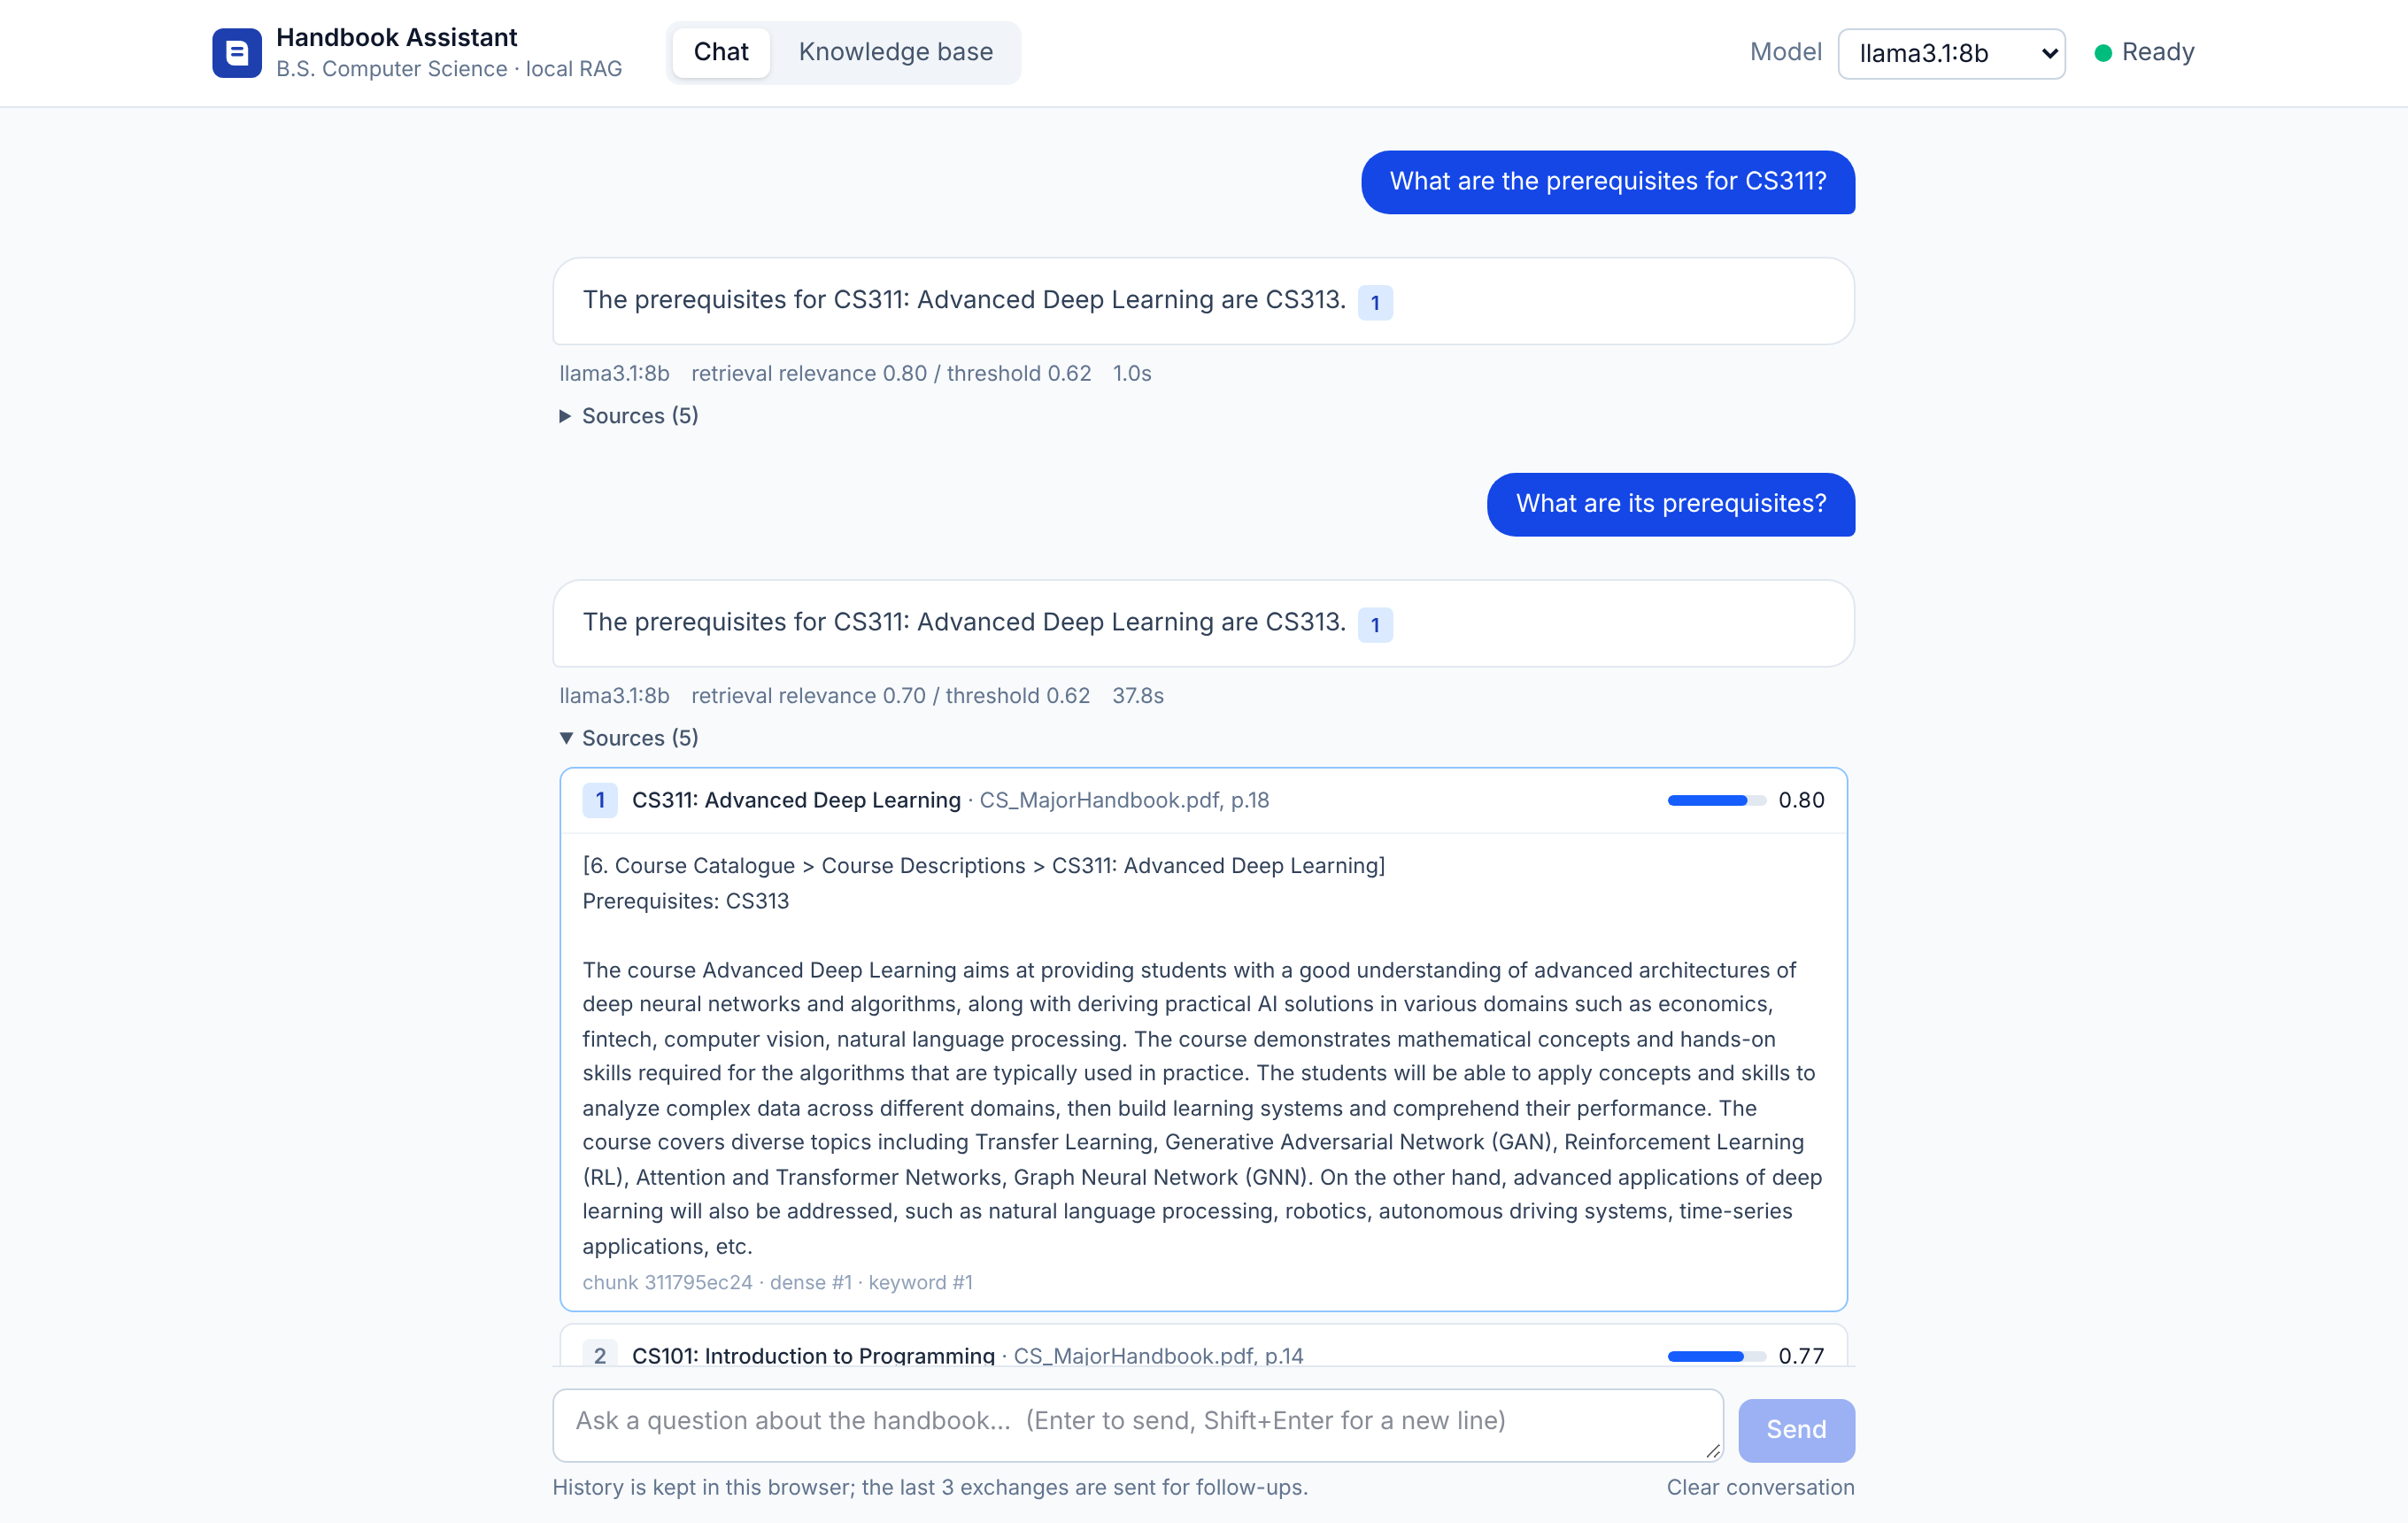 Handbook Assistant
B.S. Computer Science · local RAG
Chat
Knowledge base
Model
llama3.1:8b
Ready
What are the prerequisites for CS311?
The prerequisites for CS311: Advanced Deep Learning are CS313. 1
llama3.1:8b retrieval relevance 0.80 / threshold 0.62 1.0s
Sources (5)
What are its prerequisites?
The prerequisites for CS311: Advanced Deep Learning are CS313. 1
llama3.1:8b retrieval relevance 0.70 / threshold 0.62 37.8s
Sources (5)
1 CS311: Advanced Deep Learning · CS_MajorHandbook.pdf, p.18 0.80
[6. Course Catalogue > Course Descriptions > CS311: Advanced Deep Learning]
Prerequisites: CS313
The course Advanced Deep Learning aims at providing students with a good understanding of advanced architectures of
deep neural networks and algorithms, along with deriving practical AI solutions in various domains such as economics,
fintech, computer vision, natural language processing. The course demonstrates mathematical concepts and hands-on
skills required for the algorithms that are typically used in practice. The students will be able to apply concepts and skills to
analyze complex data across different domains, then build learning systems and comprehend their performance. The
course covers diverse topics including Transfer Learning, Generative Adversarial Network (GAN), Reinforcement Learning
(RL), Attention and Transformer Networks, Graph Neural Network (GNN). On the other hand, advanced applications of deep
learning will also be addressed, such as natural language processing, robotics, autonomous driving systems, time-series
applications, etc.
chunk 311795ec24 · dense #1 · keyword #1
2 CS101: Introduction to Programming · CS_MajorHandbook.pdf, p.14 0.77
Ask a question about the handbook... (Enter to send, Shift+Enter for a new line)
Send
History is kept in this browser; the last 3 exchanges are sent for follow-ups.
Clear conversation